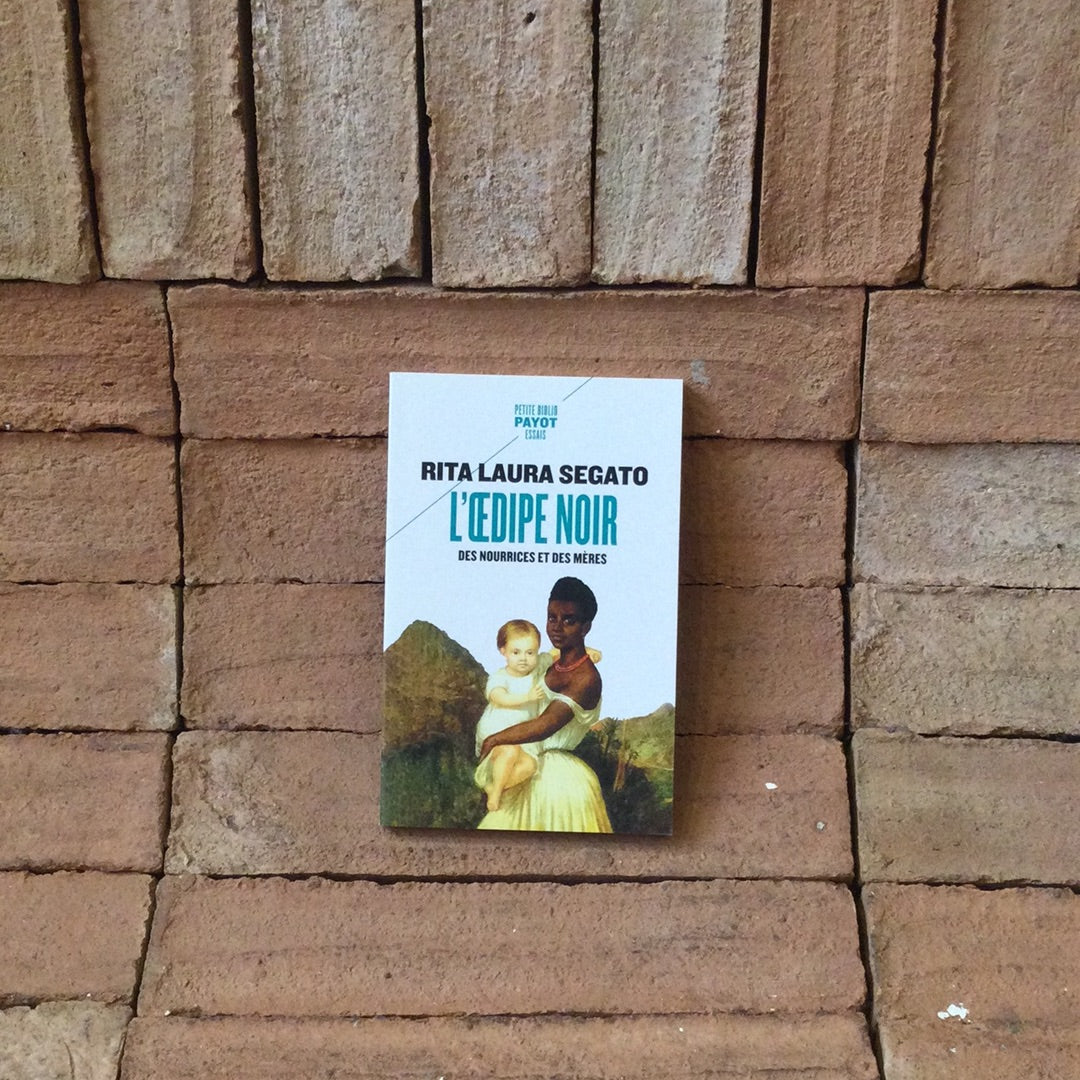 PETITE BIBLIO
PAYOT
ESSAIS
RITA LAURA SEGATO
L'ŒDIPE NOIR
DES NOURRICES ET DES MÈRES